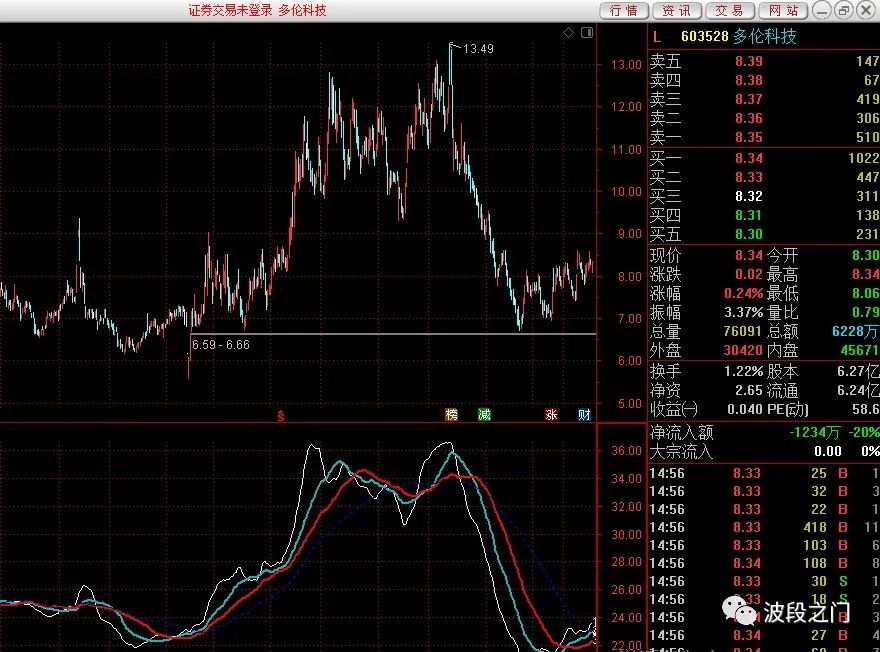 证券交易未登录 多伦科技
行情 资讯 交易 网站
L 603528 多伦科技
卖五 8.39 147
卖四 8.38 67
卖三 8.37 419
卖二 8.36 306
卖一 8.35 510
买一 8.34 1022
买二 8.33 447
买三 8.32 311
买四 8.31 138
买五 8.30 231
现价 8.34 今开 8.30
涨跌 0.02 最高 8.34
涨幅 0.24% 最低 8.06
振幅 3.37% 量比 0.79
总量 76091 总额 6228万
外盘 30420 内盘 45671
换手 1.22% 股本 6.27亿
净资 2.65 流通 6.24亿
收益㈠ 0.040 PE(动) 58.6
净流入额 -1234万 -20%
大宗流入 0.00 0%
14:56 8.33 25 B 1
14:56 8.33 32 B 3
14:56 8.33 22 B 1
14:56 8.33 418 B 11
14:56 8.33 103 B 6
14:56 8.34 108 B 8
14:56 8.33 30 S 1
14:56 8.33 18 S 2
14:56 B 3
14:56 8.34 27 B 4
13.49
6.59-6.66
13.00
12.00
11.00
10.00
9.00
8.00
7.00
6.00
5.00
S 榜 减 涨 财
36.00
34.00
32.00
30.00
28.00
26.00
24.00
22.00
波段之门